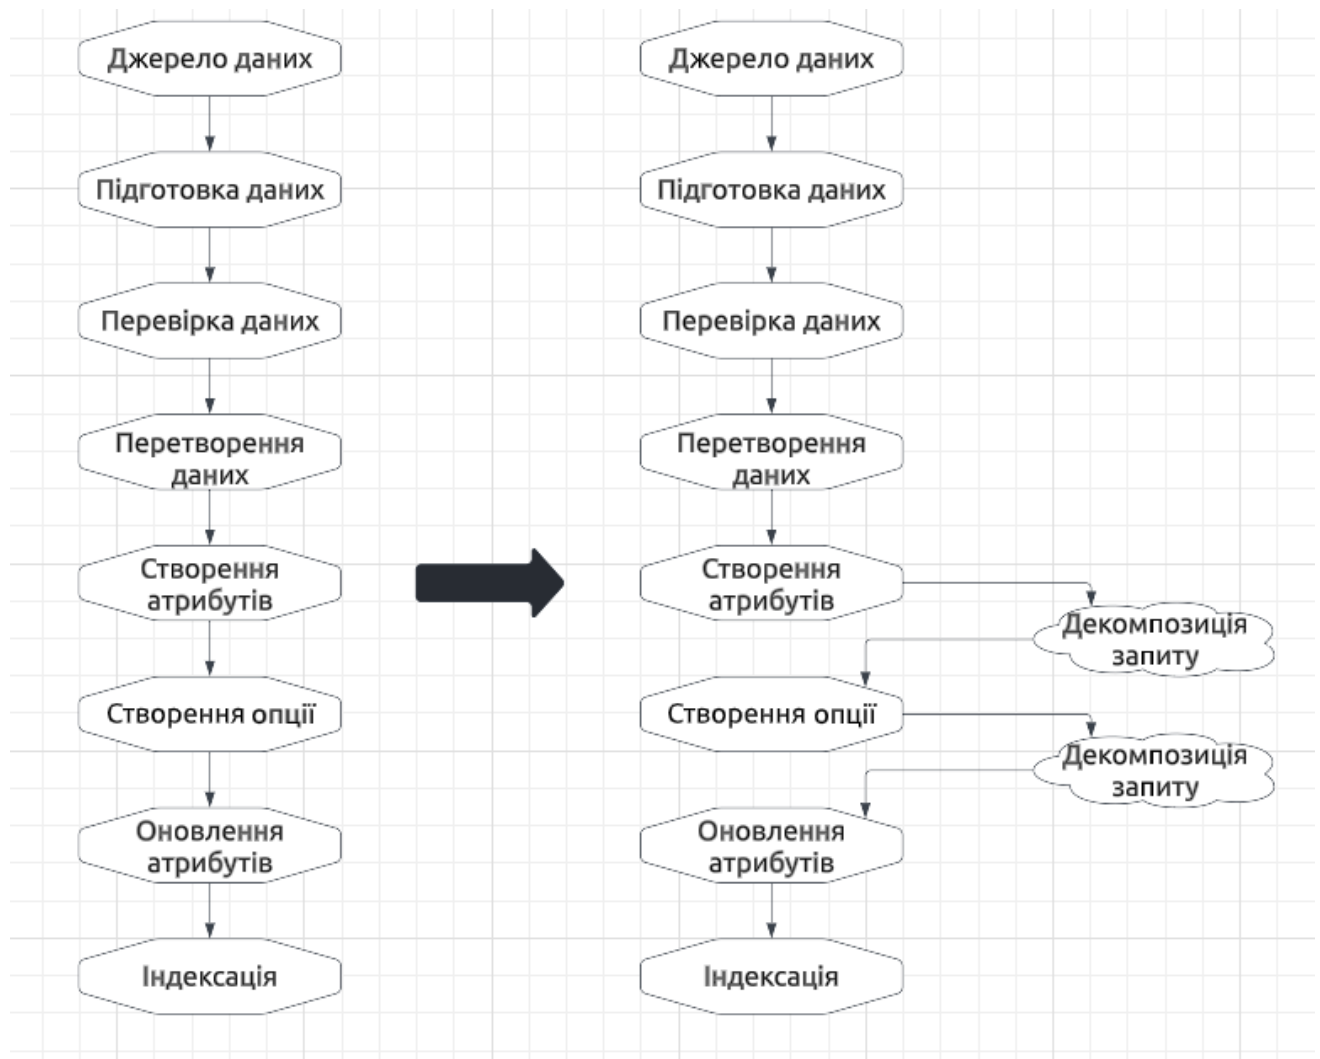 Джерело даних
Підготовка даних
Перевірка даних
Перетворення
даних
Створення
атрибутів
Створення опції
Оновлення
атрибутів
Індексація
Джерело даних
Підготовка даних
Перевірка даних
Перетворення
даних
Створення
атрибутів
Декомпозиція
запиту
Створення опції
Декомпозиція
запиту
Оновлення
атрибутів
Індексація